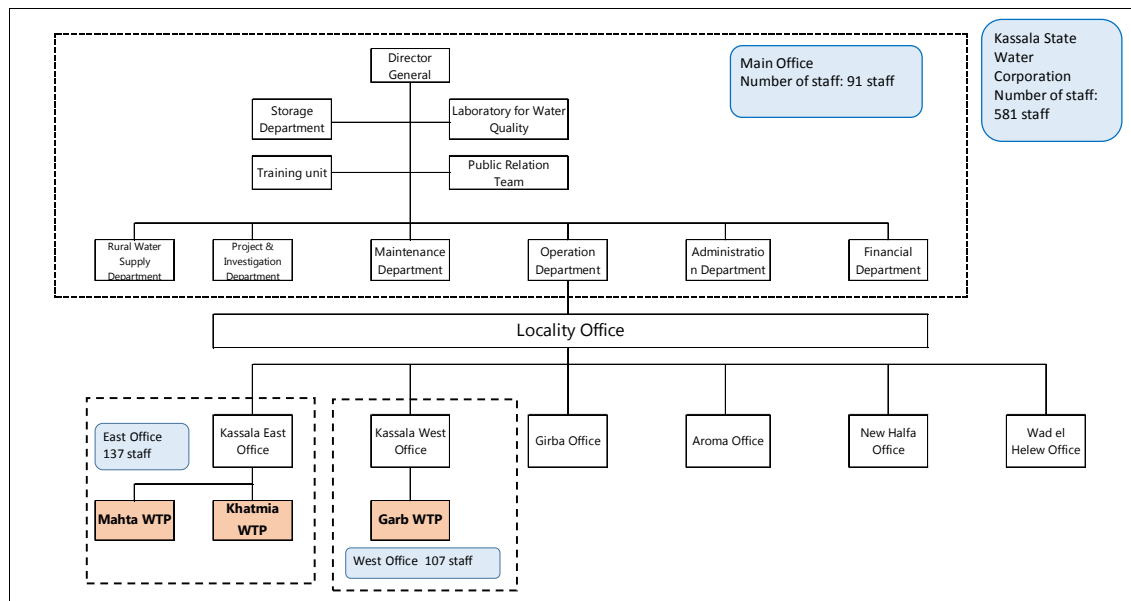 Director
General
Main Office
Number of staff: 91 staff
Kassala State
Water
Corporation
Number of staff:
581 staff
Storage
Department
Laboratory for Water
Quality
Training unit
Public Relation
Team
Rural Water
Supply
Department
Project &
Investigation
Department
Maintenance
Department
Operation
Department
Administratio
n Department
Financial
Department
Locality Office
East Office
137 staff
Kassala East
Office
Kassala West
Office
Girba Office
Aroma Office
New Halfa
Office
Wad el
Helew Office
Mahta WTP
Khatmia
WTP
Garb WTP
West Office 107 staff